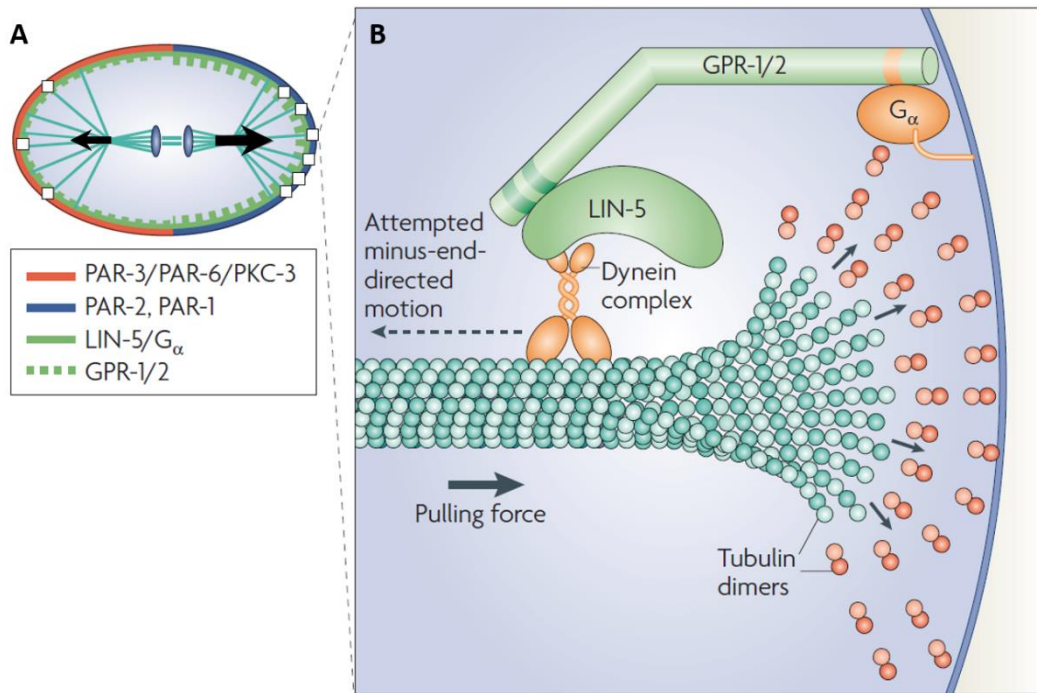 A
PAR-3/PAR-6/PKC-3
PAR-2, PAR-1
LIN-5/Gα
GPR-1/2
B
GPR-1/2
Gα
LIN-5
Attempted
minus-end-
directed
motion
Dynein
complex
Pulling force
Tubulin
dimers